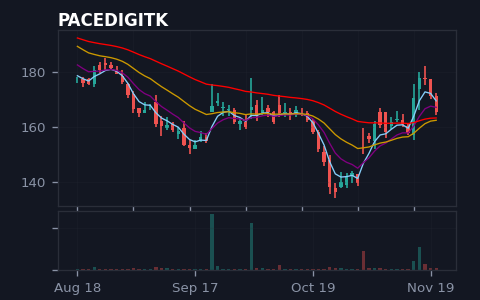 PACEDIGITK
180
160
140
Aug 18
Sep 17
Oct 19
Nov 19